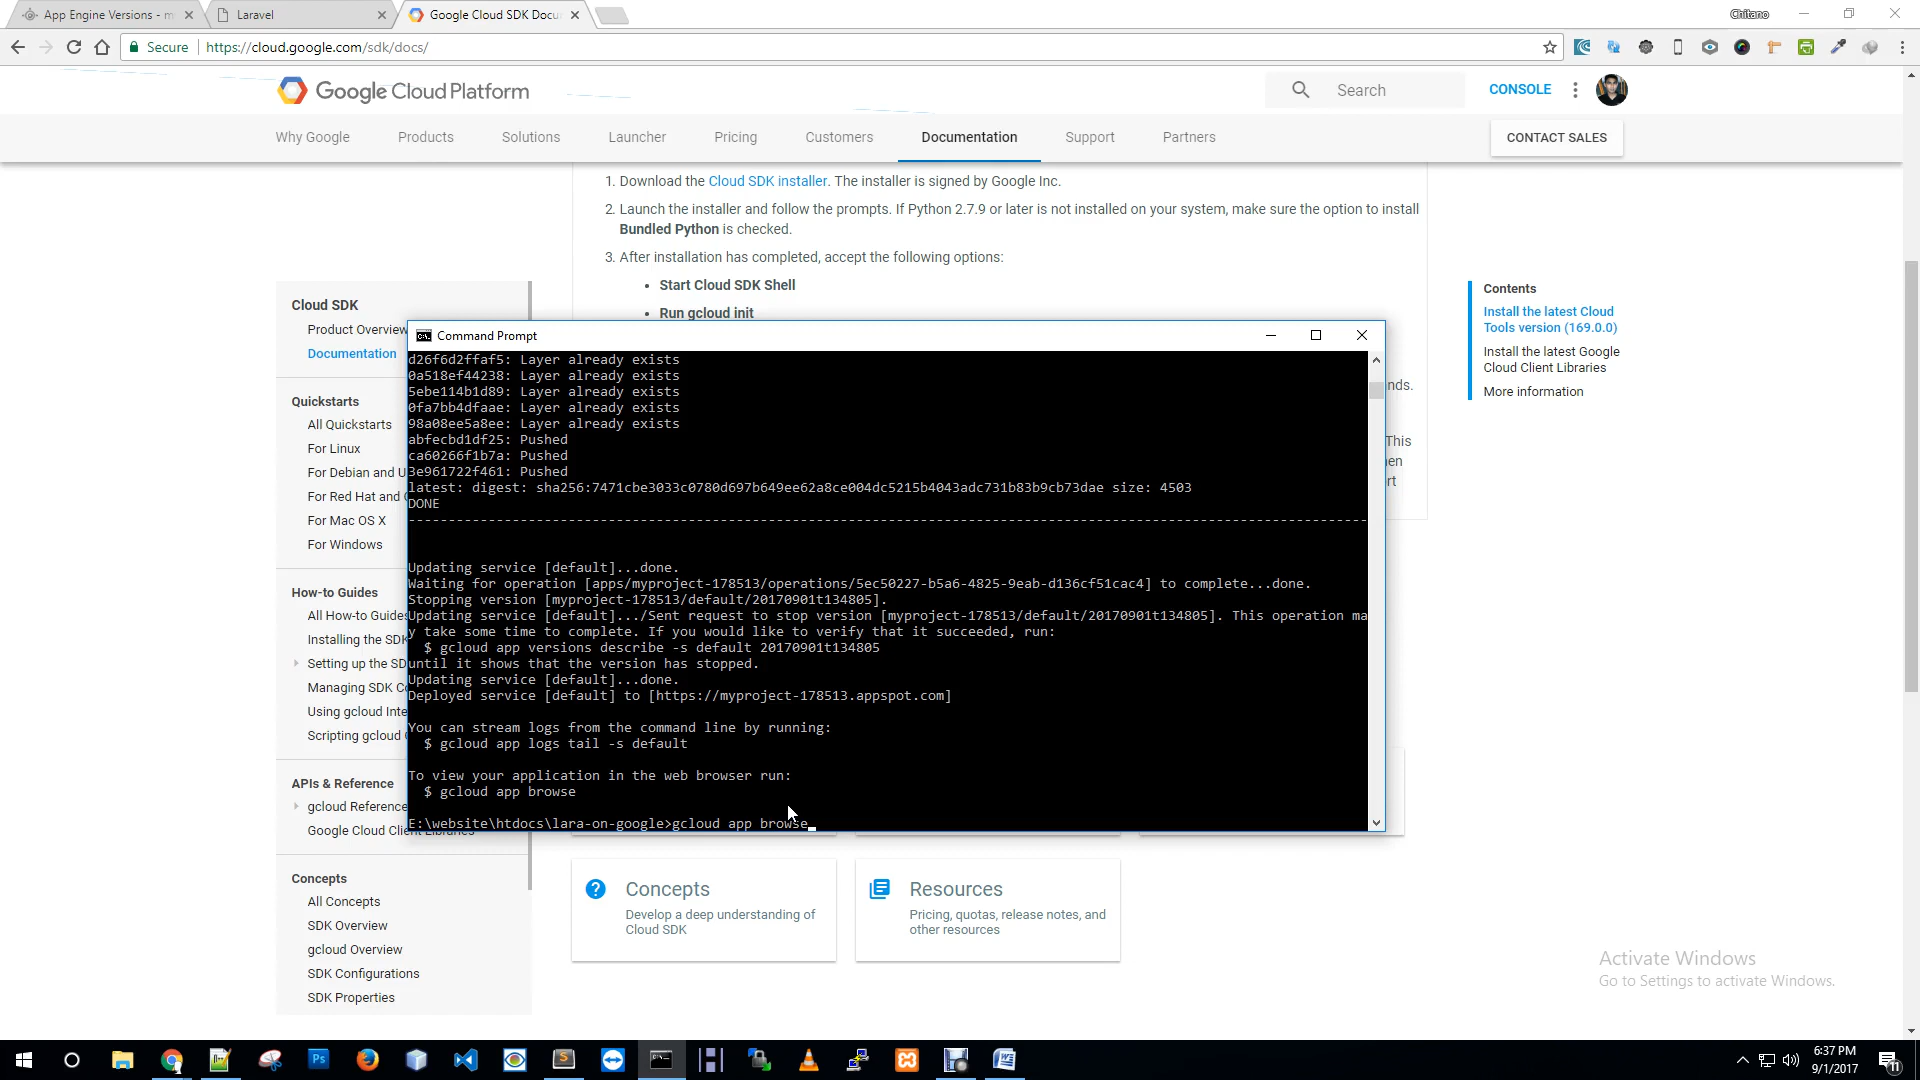 App Engine Versions - m
Laravel
Google Cloud SDK Docu
Chitano
Secure
https://cloud.google.com/sdk/docs/
Google Cloud Platform
Search
CONSOLE
Why Google
Products
Solutions
Launcher
Pricing
Customers
Documentation
Support
Partners
CONTACT SALES
1. Download the Cloud SDK installer. The installer is signed by Google Inc.
2. Launch the installer and follow the prompts. If Python 2.7.9 or later is not installed on your system, make sure the option to install
Bundled Python is checked.
3. After installation has completed, accept the following options:
• Start Cloud SDK Shell
• Run gcloud init
Cloud SDK
Product Overview
Documentation
Quickstarts
All Quickstarts
For Linux
For Debian and U
For Red Hat and
For Mac OS X
For Windows
How-to Guides
All How-to Guides
Installing the SDK
Setting up the SD
Managing SDK Co
Using gcloud Inte
Scripting gcloud
APIs & Reference
gcloud Reference
Google Cloud Client Libraries
Concepts
All Concepts
SDK Overview
gcloud Overview
SDK Configurations
SDK Properties
Command Prompt
d26f6d2ffaf5: Layer already exists
0a518ef44238: Layer already exists
5ebe114b1d89: Layer already exists
0fa7bb4dfaae: Layer already exists
98a08ee5a8ee: Layer already exists
abfecbd1df25: Pushed
ca60266f1b7a: Pushed
3e961722f461: Pushed
latest: digest: sha256:7471cbe3033c0780d697b649ee62a8ce004dc5215b4043adc731b83b9cb73dae size: 4503
DONE
------------------------------------------------------------------------------------------------------------------------
Updating service [default]...done.
Waiting for operation [apps/myproject-178513/operations/5ec50227-b5a6-4825-9eab-d136cf51cac4] to complete...done.
Stopping version [myproject-178513/default/20170901t134805].
Updating service [default].../Sent request to stop version [myproject-178513/default/20170901t134805]. This operation ma
y take some time to complete. If you would like to verify that it succeeded, run:
$ gcloud app versions describe -s default 20170901t134805
until it shows that the version has stopped.
Updating service [default]...done.
Deployed service [default] to [https://myproject-178513.appspot.com]
You can stream logs from the command line by running:
$ gcloud app logs tail -s default
To view your application in the web browser run:
$ gcloud app browse
E:\website\htdocs\lara-on-google>gcloud app browse_
nds.
This
en
rt
Contents
Install the latest Cloud
Tools version (169.0.0)
Install the latest Google
Cloud Client Libraries
More information
Concepts
Develop a deep understanding of
Cloud SDK
Resources
Pricing, quotas, release notes, and
other resources
Activate Windows
Go to Settings to activate Windows.
6:37 PM
9/1/2017
11